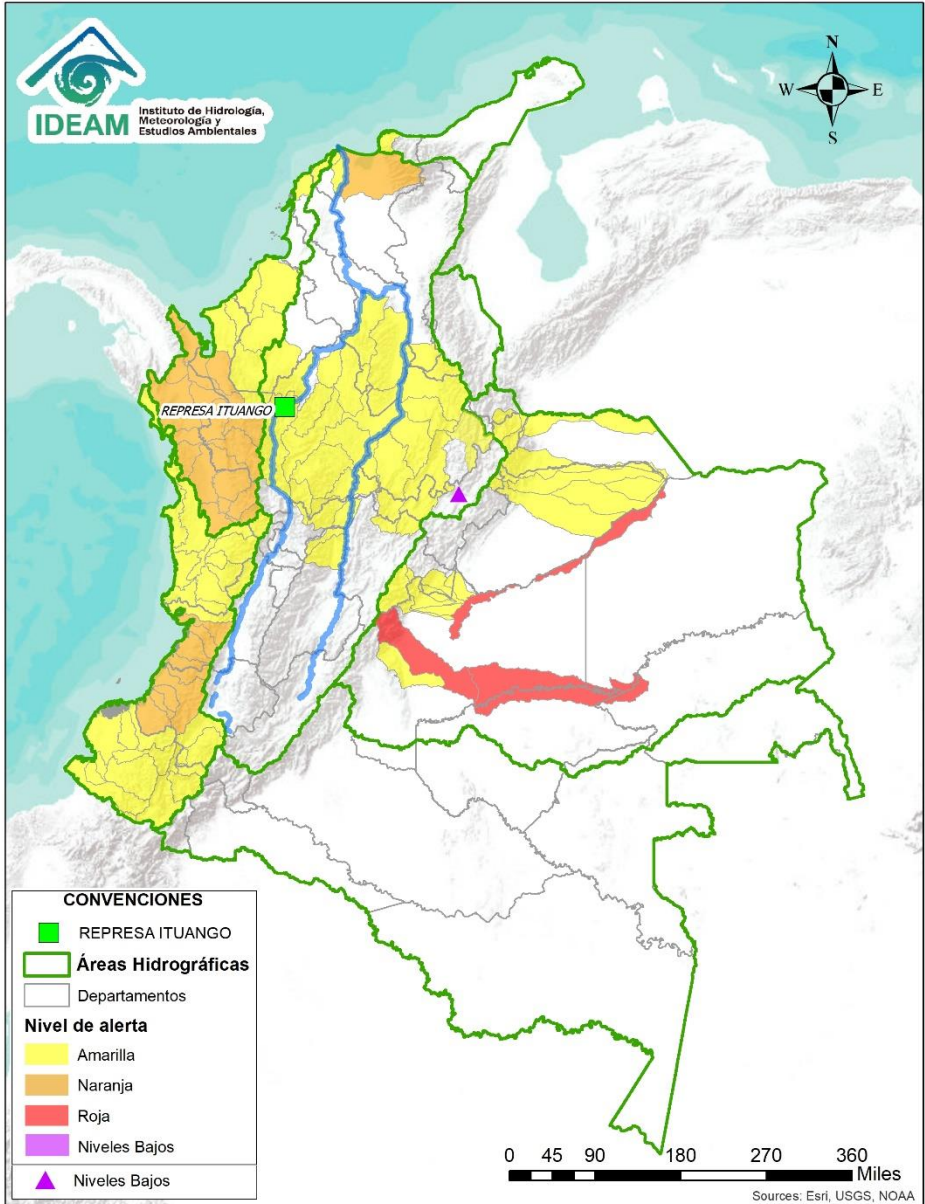 IDEAM
Instituto de Hidrología,
Meteorología y
Estudios Ambientales
N
W
E
S
REPRESA ITUANGO
CONVENCIONES
REPRESA ITUANGO
Áreas Hidrográficas
Departamentos
Nivel de alerta
Amarilla
Naranja
Roja
Niveles Bajos
Niveles Bajos
0 45 90 180 270 360
Miles
Sources: Esri, USGS, NOAA